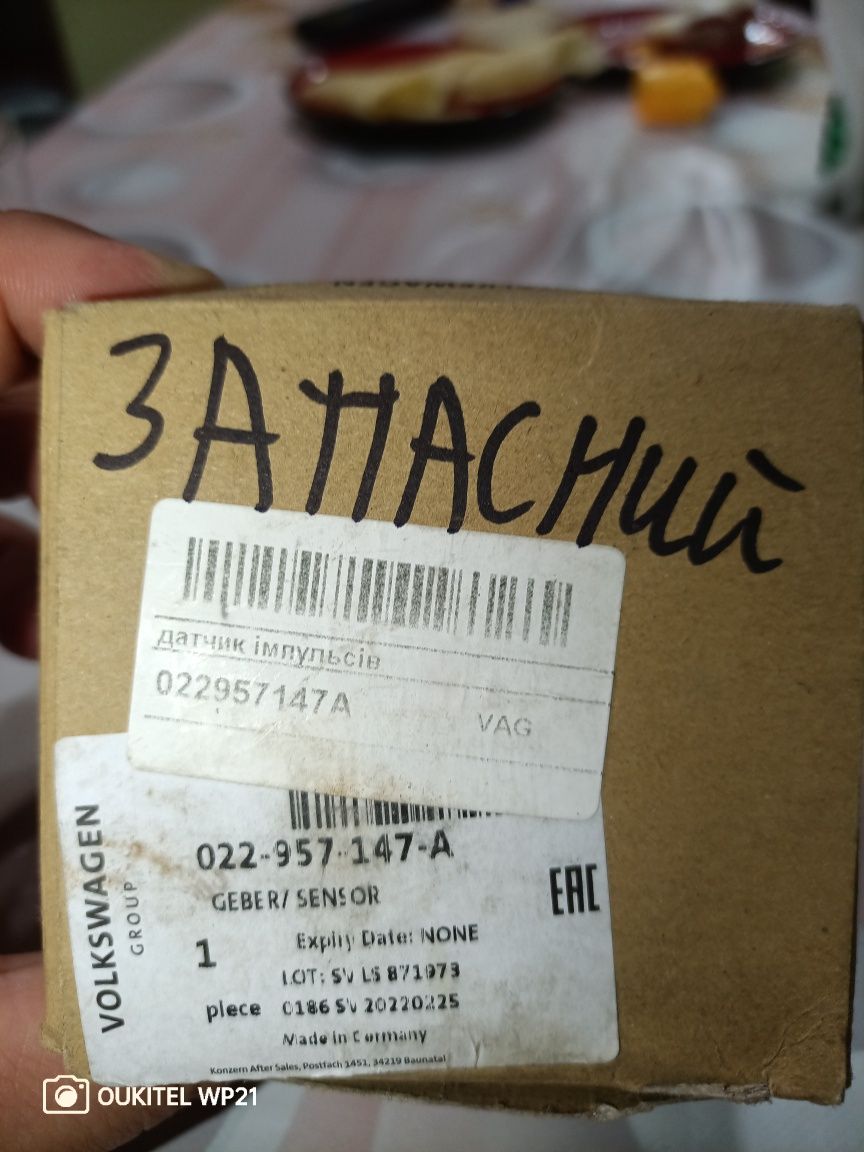 ЗАПАСНИЙ
датчик імпульсів
022957147A
VAG
VOLKSWAGEN
GROUP
022-957-147-A
GEBER/ SENSOR
EAC
1
Expiry Date: NONE
LOT: SV LS 871973
piece 0186 SV 20220225
Made in Germany
Konzern After Sales, Postfach 1451, 34219 Baunatal
OUKITEL WP21